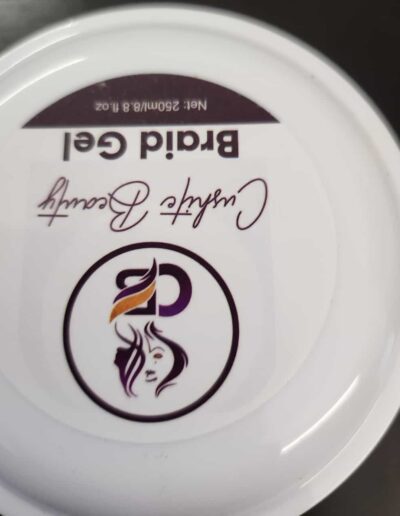 CB
Cushite Beauty
Braid Gel
Net: 250ml/8.8 fl.oz